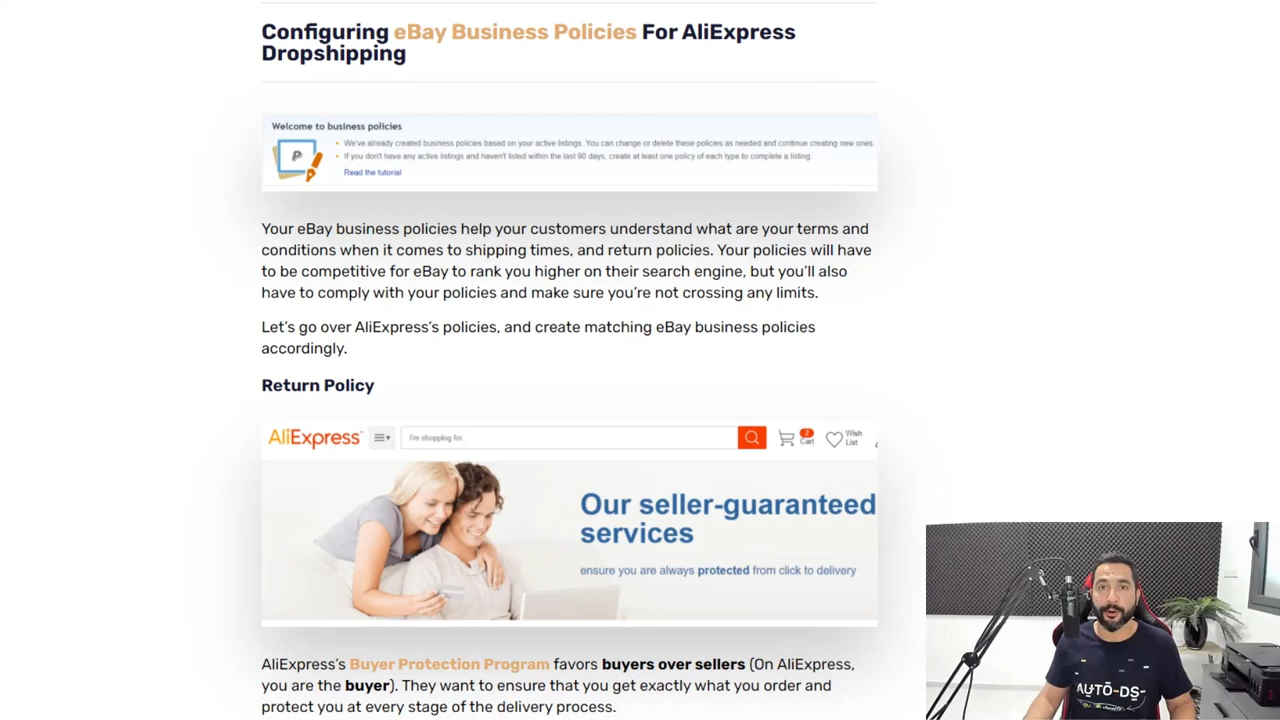 Configuring eBay Business Policies For AliExpress
Dropshipping
Welcome to business policies
We've already created business policies based on your active listings. You can change or delete these policies as needed and continue creating new ones
If you don't have any active listings and haven't listed within the last 90 days, create at least one policy of each type to complete a listing.
Read the tutorial
Your eBay business policies help your customers understand what are your terms and
conditions when it comes to shipping times, and return policies. Your policies will have
to be competitive for eBay to rank you higher on their search engine, but you'll also
have to comply with your policies and make sure you're not crossing any limits.
Let's go over AliExpress's policies, and create matching eBay business policies
accordingly.
Return Policy
AliExpress
I'm shopping for...
2
Cart
Wish
List
Our seller-guaranteed
services
ensure you are always protected from click to delivery
AliExpress's Buyer Protection Program favors buyers over sellers (On AliExpress,
you are the buyer). They want to ensure that you get exactly what you order and
protect you at every stage of the delivery process.
AUTO-DS